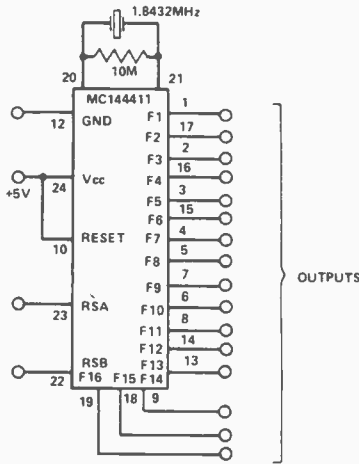 1.8432MHz
10M
20 21
MC144411
12 GND F1 1
F2 17
F3 2
+5V 24 Vcc F4 16
F5 3
F6 15
10 RESET F7 4
F8 5
F9 7
OUTPUTS
23 RSA F10 6
F11 8
F12 14
22 RSB F13 13
F16 F15 F14
19 18 9